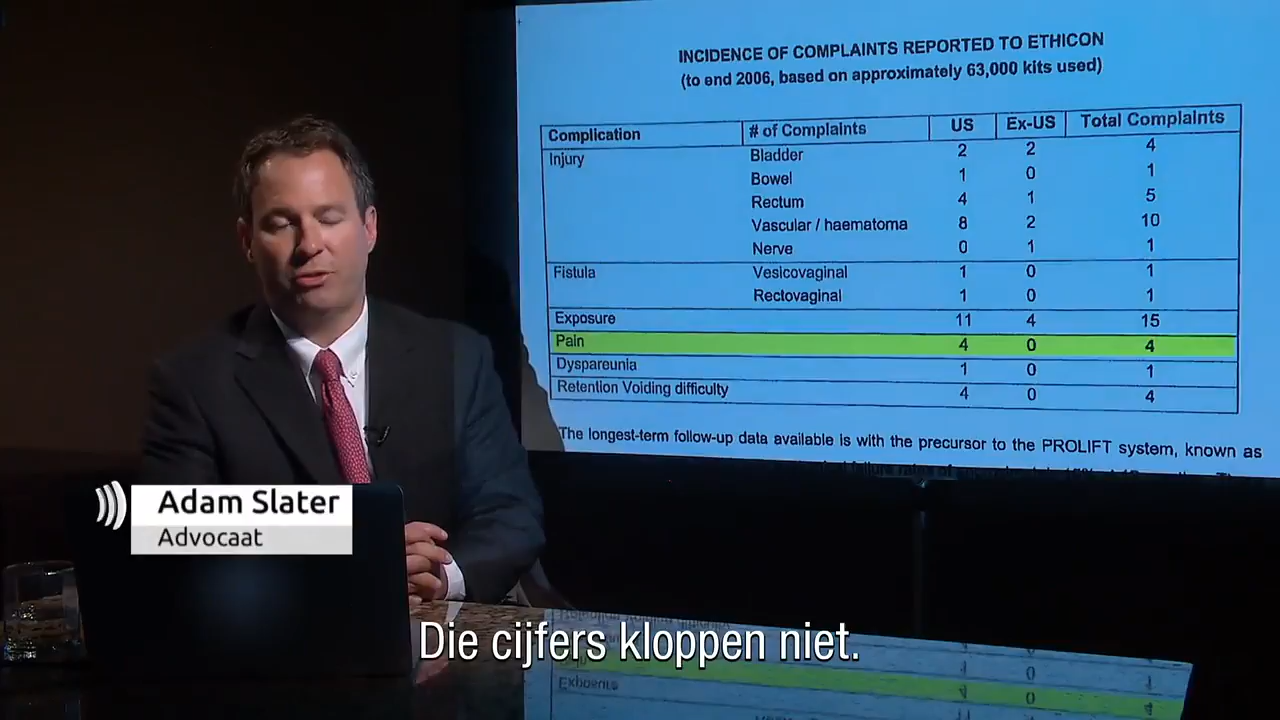 INCIDENCE OF COMPLAINTS REPORTED TO ETHICON
(to end 2006, based on approximately 63,000 kits used)
Complication # of Complaints US Ex-US Total Complaints
Injury Bladder 2 2 4
Bowel 1 0 1
Rectum 4 1 5
Vascular / haematoma 8 2 10
Nerve 0 1 1
Fistula Vesicovaginal 1 0 1
Rectovaginal 1 0 1
Exposure 11 4 15
Pain 4 0 4
Dyspareunia 1 0 1
Retention Voiding difficulty 4 0 4
The longest-term follow-up data available is with the precursor to the PROLIFT system, known as
Adam Slater
Advocaat
Die cijfers kloppen niet.